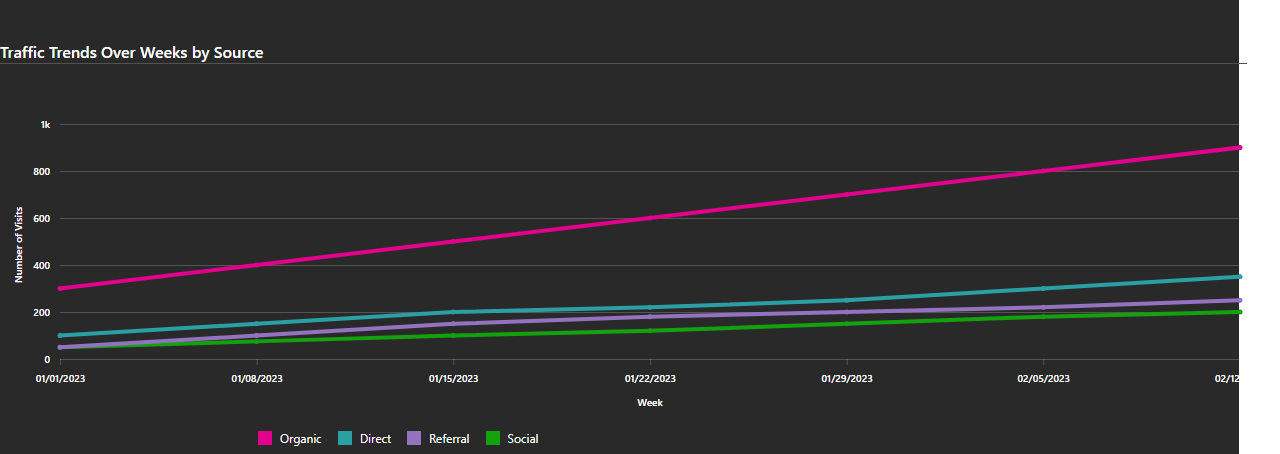 Traffic Trends Over Weeks by Source
1k
800
600
400
200
0
Number of Visits
01/01/2023 01/08/2023 01/15/2023 01/22/2023 01/29/2023 02/05/2023 02/12
Week
Organic Direct Referral Social